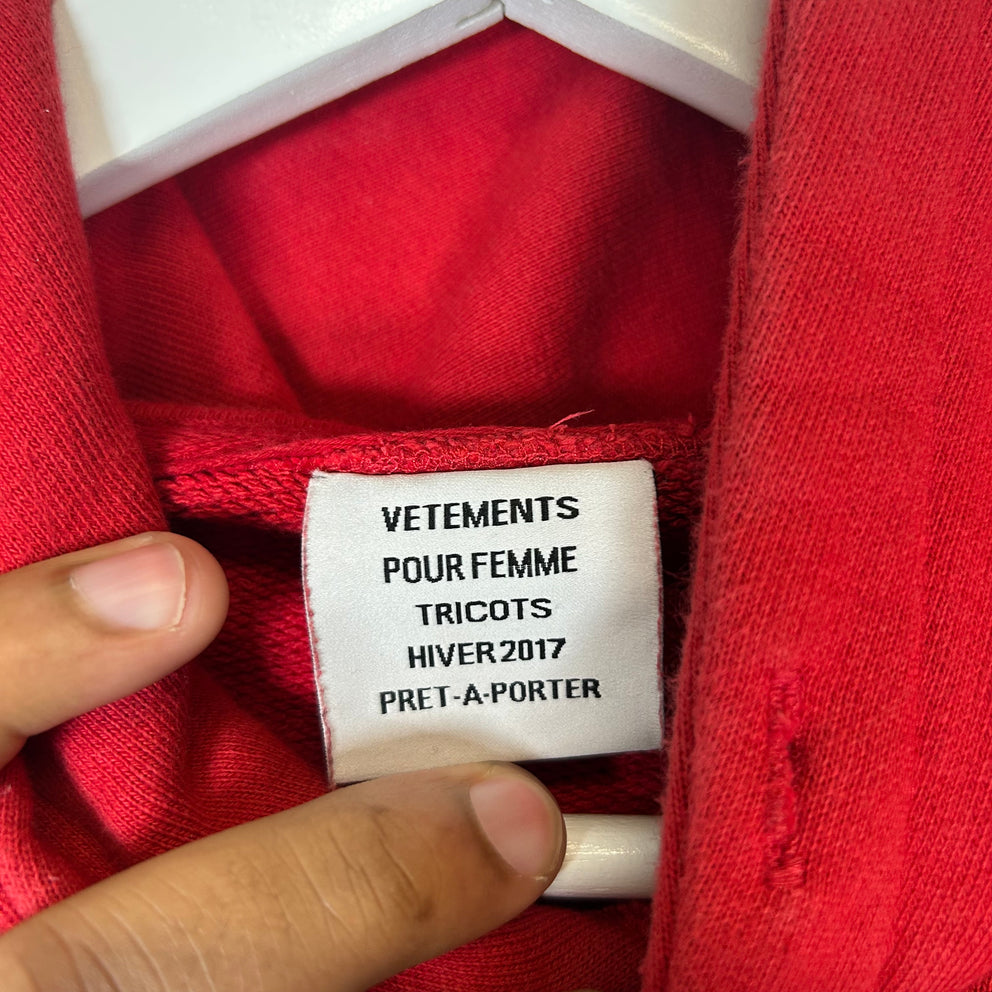 VETEMENTS
POUR FEMME
TRICOTS
HIVER 2017
PRET-A-PORTER